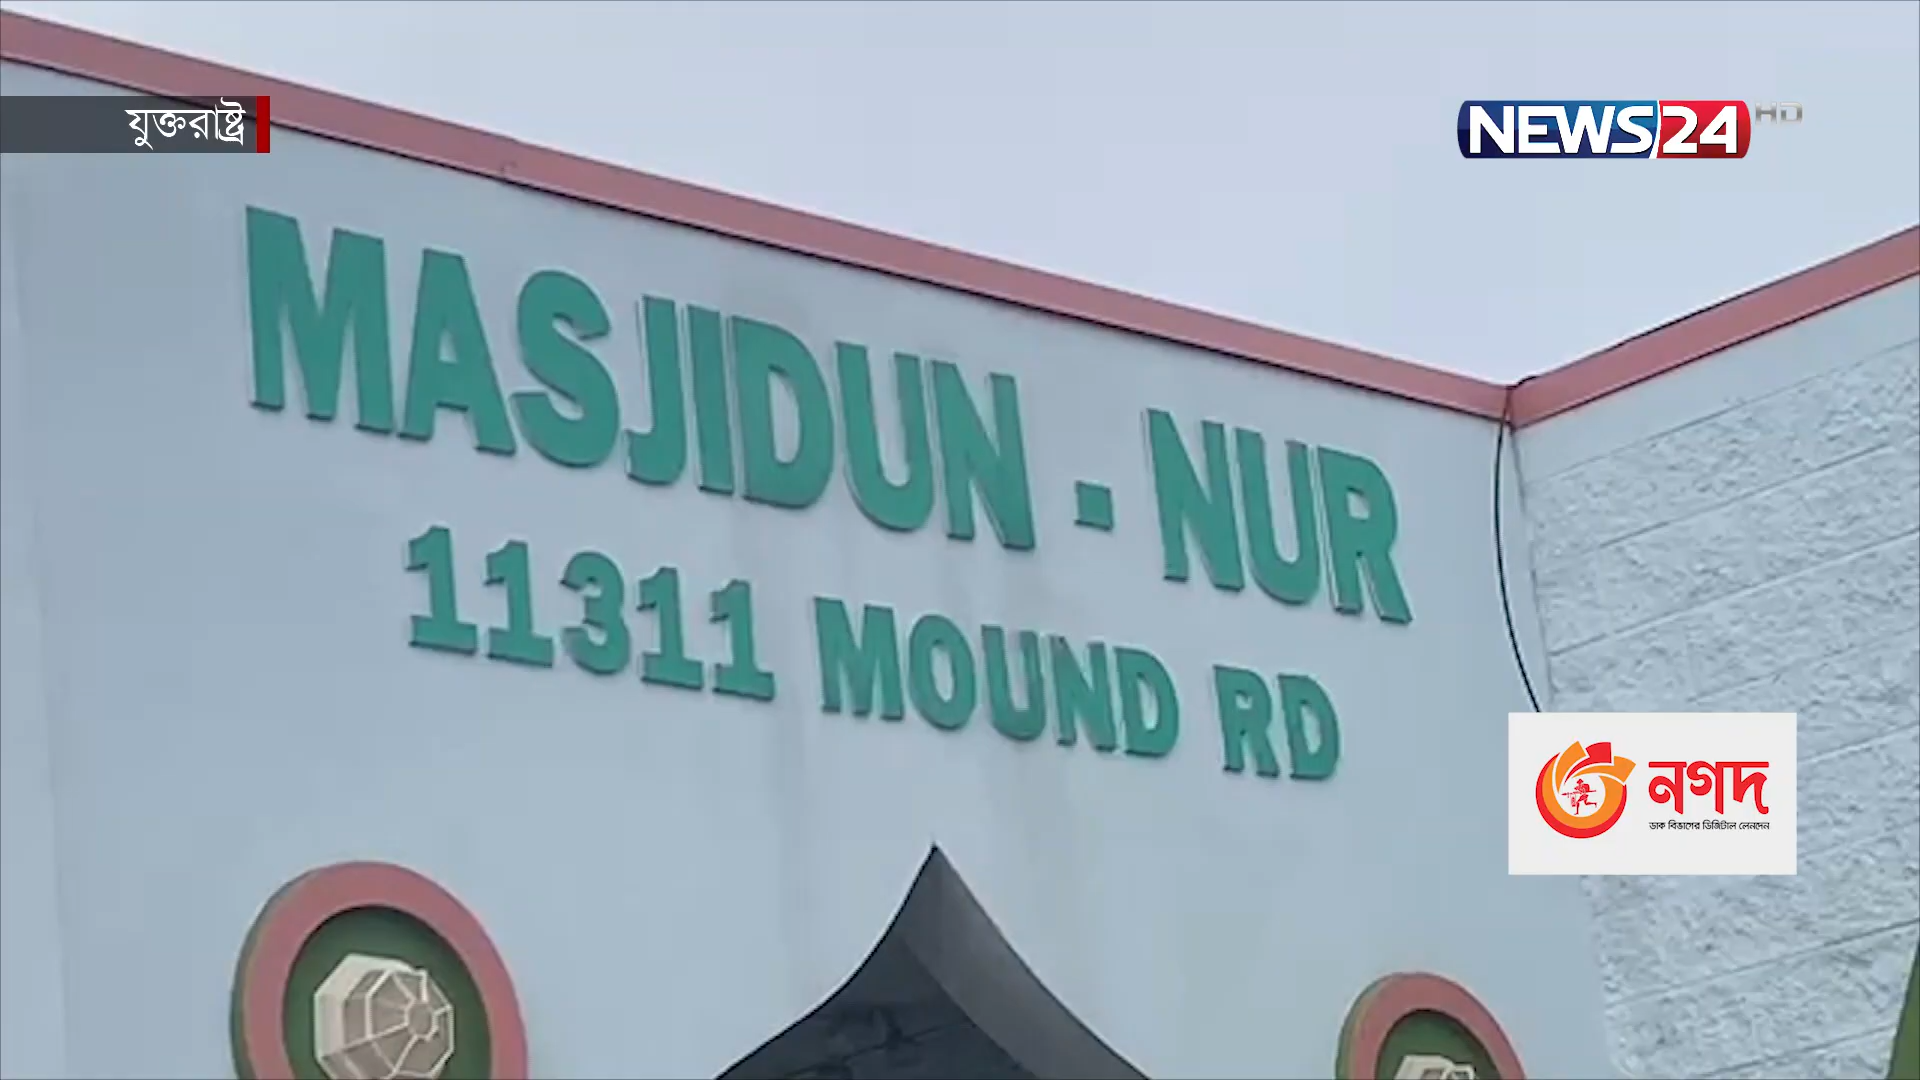 যুক্তরাষ্ট্র
NEWS24 HD
MASJIDUN - NUR
11311 MOUND RD
নগদ
ডাক বিভাগের ডিজিটাল লেনদেন